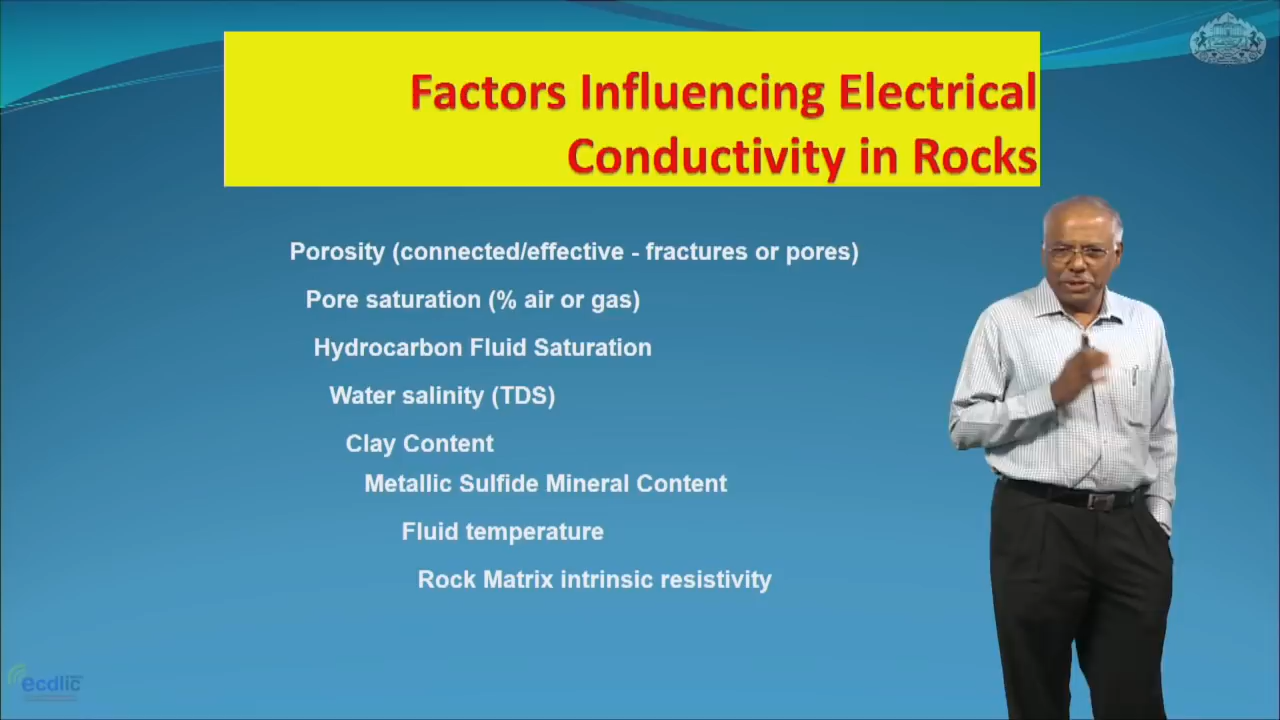 Factors Influencing Electrical
Conductivity in Rocks
Porosity (connected/effective - fractures or pores)
Pore saturation (% air or gas)
Hydrocarbon Fluid Saturation
Water salinity (TDS)
Clay Content
Metallic Sulfide Mineral Content
Fluid temperature
Rock Matrix intrinsic resistivity
ecdlic